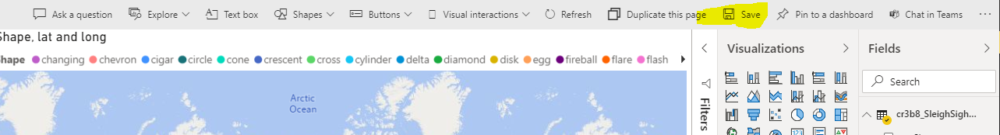 Ask a question Explore Text box Shapes Buttons Visual interactions Refresh Duplicate this page Save Pin to a dashboard Chat in Teams ...
Shape, lat and long
Shape changing chevron cigar circle cone crescent cross cylinder delta diamond disk egg fireball flare flash
Arctic
Ocean
Filters
Visualizations
123
Fields
Search
cr3b8_SleighSigh...